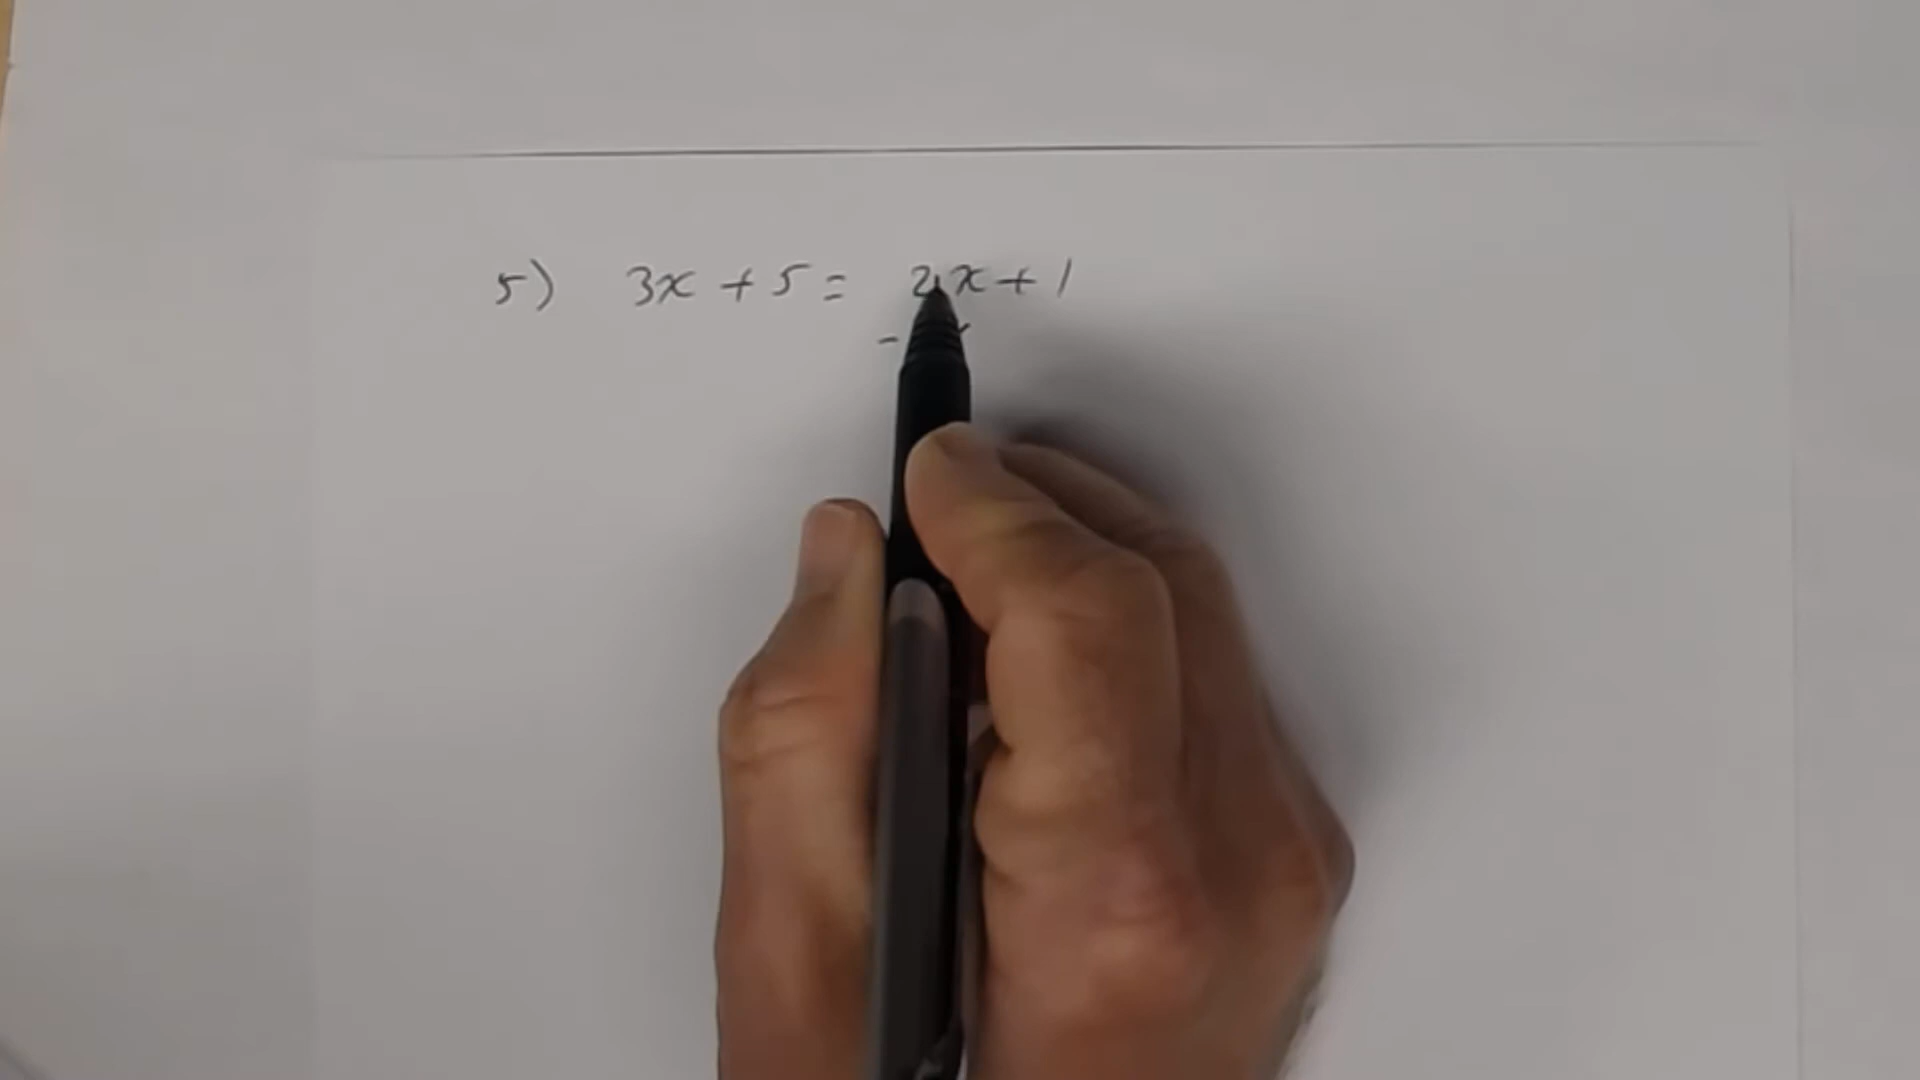 5) 3x + 5 = 2x + 1
-